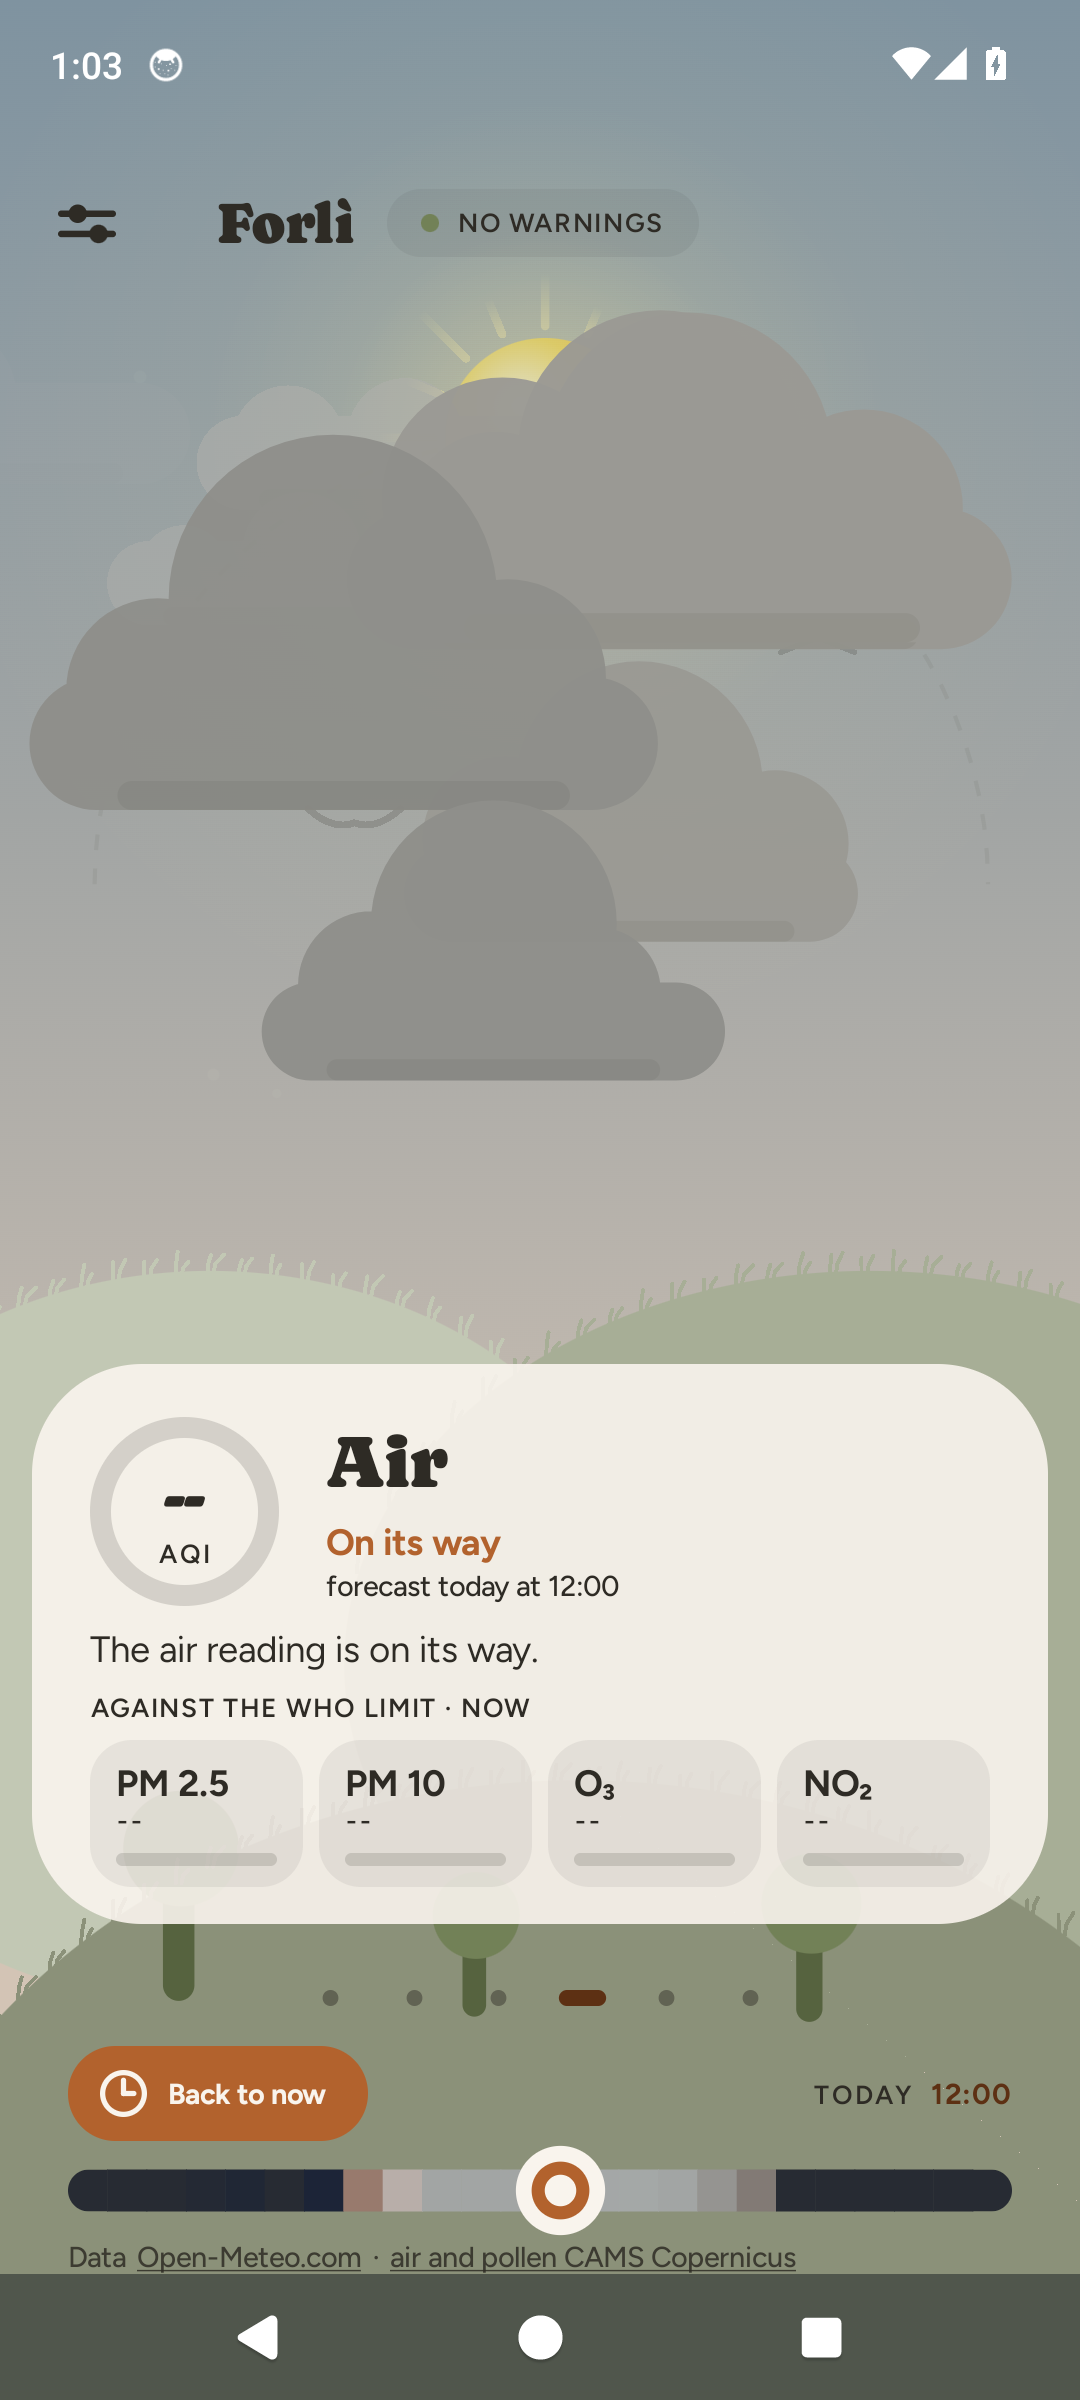 1:03
Forlì
NO WARNINGS
--
AQI
Air
On its way
forecast today at 12:00
The air reading is on its way.
AGAINST THE WHO LIMIT · NOW
PM 2.5
--
PM 10
--
O₃
--
NO₂
--
Back to now
TODAY 12:00
Data Open-Meteo.com · air and pollen CAMS Copernicus